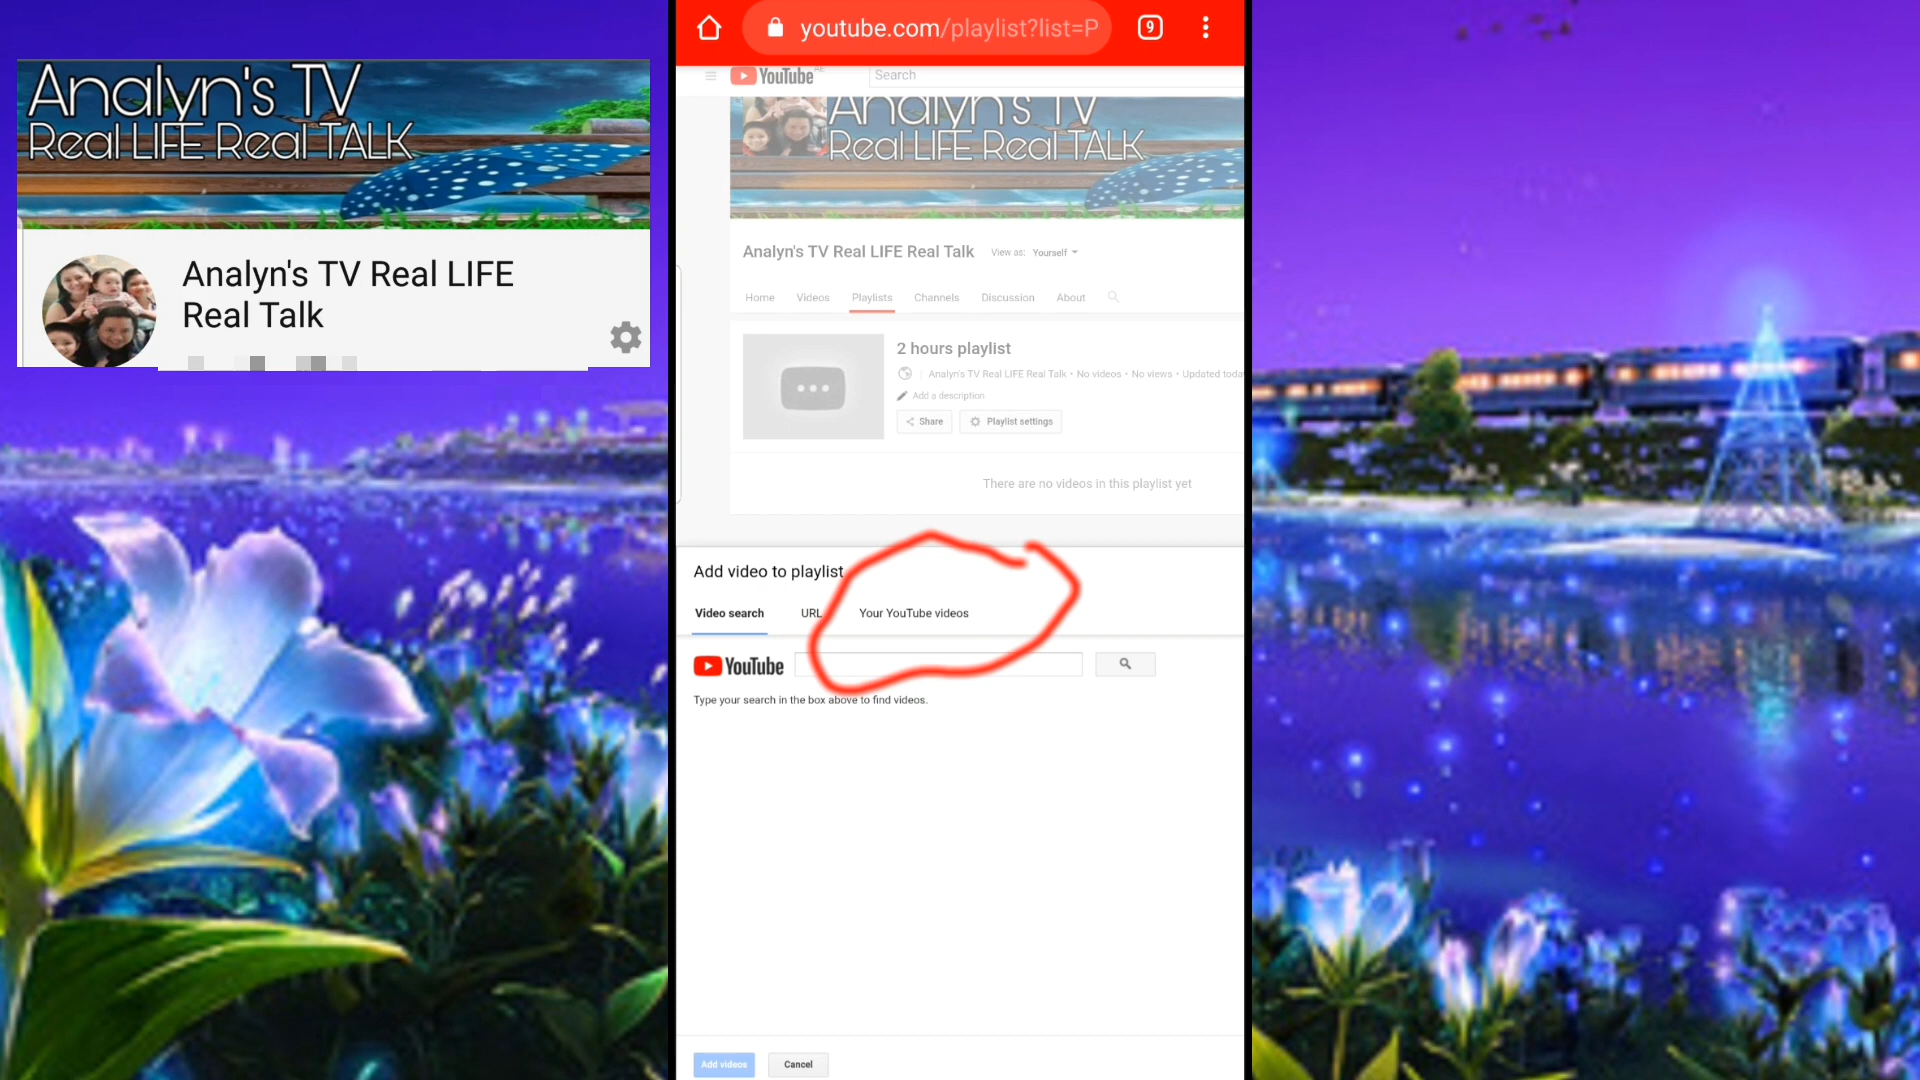 Analyn's TV
Real LIFE Real TALK
Analyn's TV Real LIFE
Real Talk
youtube.com/playlist?list=P
9
YouTube AE
Search
Analyn's TV
Real LIFE Real TALK
Analyn's TV Real LIFE Real Talk View as: Yourself
Home Videos Playlists Channels Discussion About
2 hours playlist
Analyn's TV Real LIFE Real Talk • No videos • No views • Updated today
Add a description
Share Playlist settings
There are no videos in this playlist yet
Add video to playlist
Video search URL Your YouTube videos
YouTube
Type your search in the box above to find videos.
Add videos Cancel